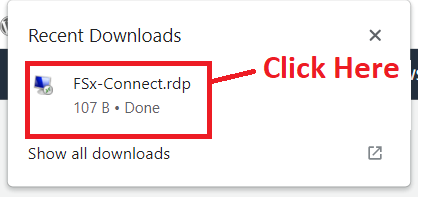 Recent Downloads
FSx-Connect.rdp
Click Here
107 B • Done
Show all downloads